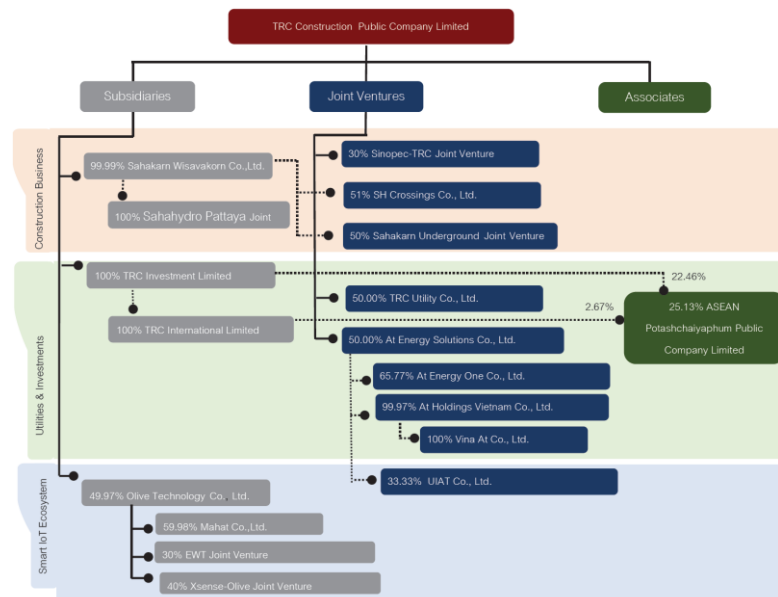 TRC Construction Public Company Limited
Subsidiaries
Joint Ventures
Associates
Construction Business
99.99% Sahakarn Wisavakorn Co.,Ltd.
100% Sahahydro Pattaya Joint
30% Sinopec-TRC Joint Venture
51% SH Crossings Co., Ltd.
50% Sahakarn Underground Joint Venture
Utilities & Investments
100% TRC Investment Limited
22.46%
100% TRC International Limited
2.67%
50.00% TRC Utility Co., Ltd.
25.13% ASEAN
Potashchaiyaphum Public
Company Limited
50.00% At Energy Solutions Co., Ltd.
65.77% At Energy One Co., Ltd.
99.97% At Holdings Vietnam Co., Ltd.
100% Vina At Co., Ltd.
33.33% UIAT Co., Ltd.
Smart IoT Ecosystem
49.97% Olive Technology Co., Ltd.
59.98% Mahat Co.,Ltd.
30% EWT Joint Venture
40% Xsense-Olive Joint Venture